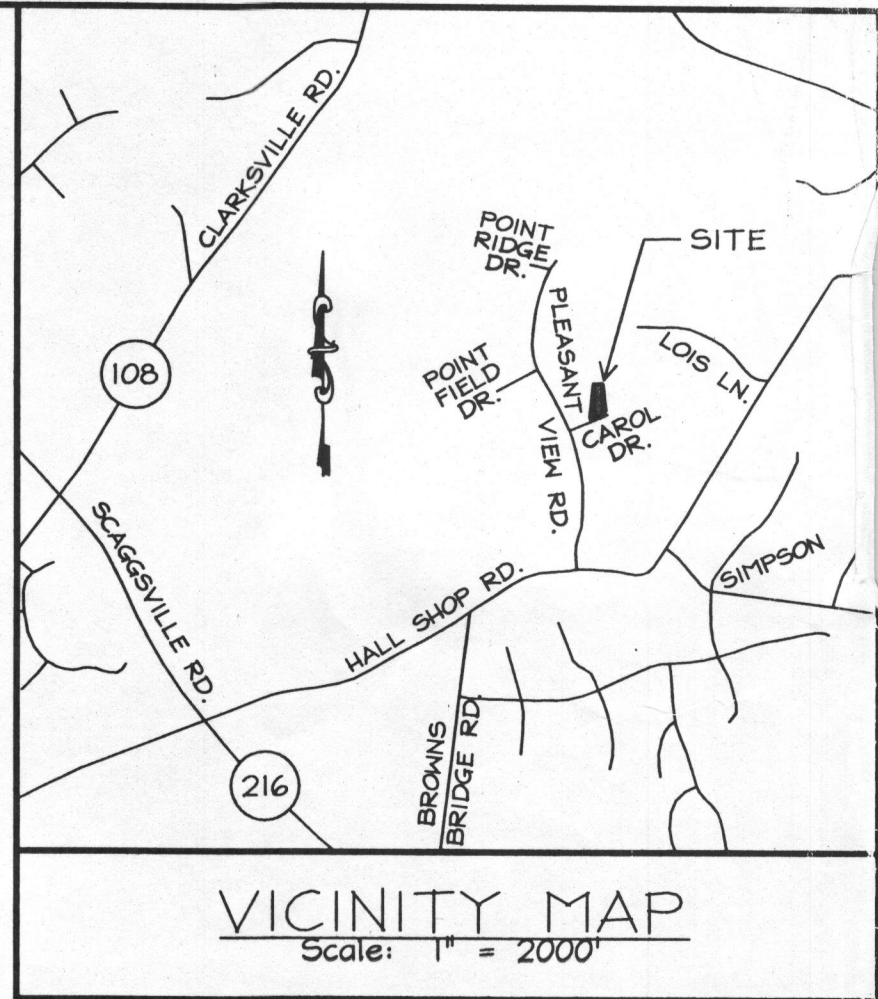 CLARKSVILLE RD.
108
POINT
RIDGE
DR.
SITE
PLEASANT
VIEW RD.
POINT
FIELD
DR.
LOIS LN.
CAROL
DR.
SCAGGSVILLE RD.
HALL SHOP RD.
SIMPSON
BROWNS
BRIDGE RD.
216
VICINITY MAP
Scale: 1" = 2000'